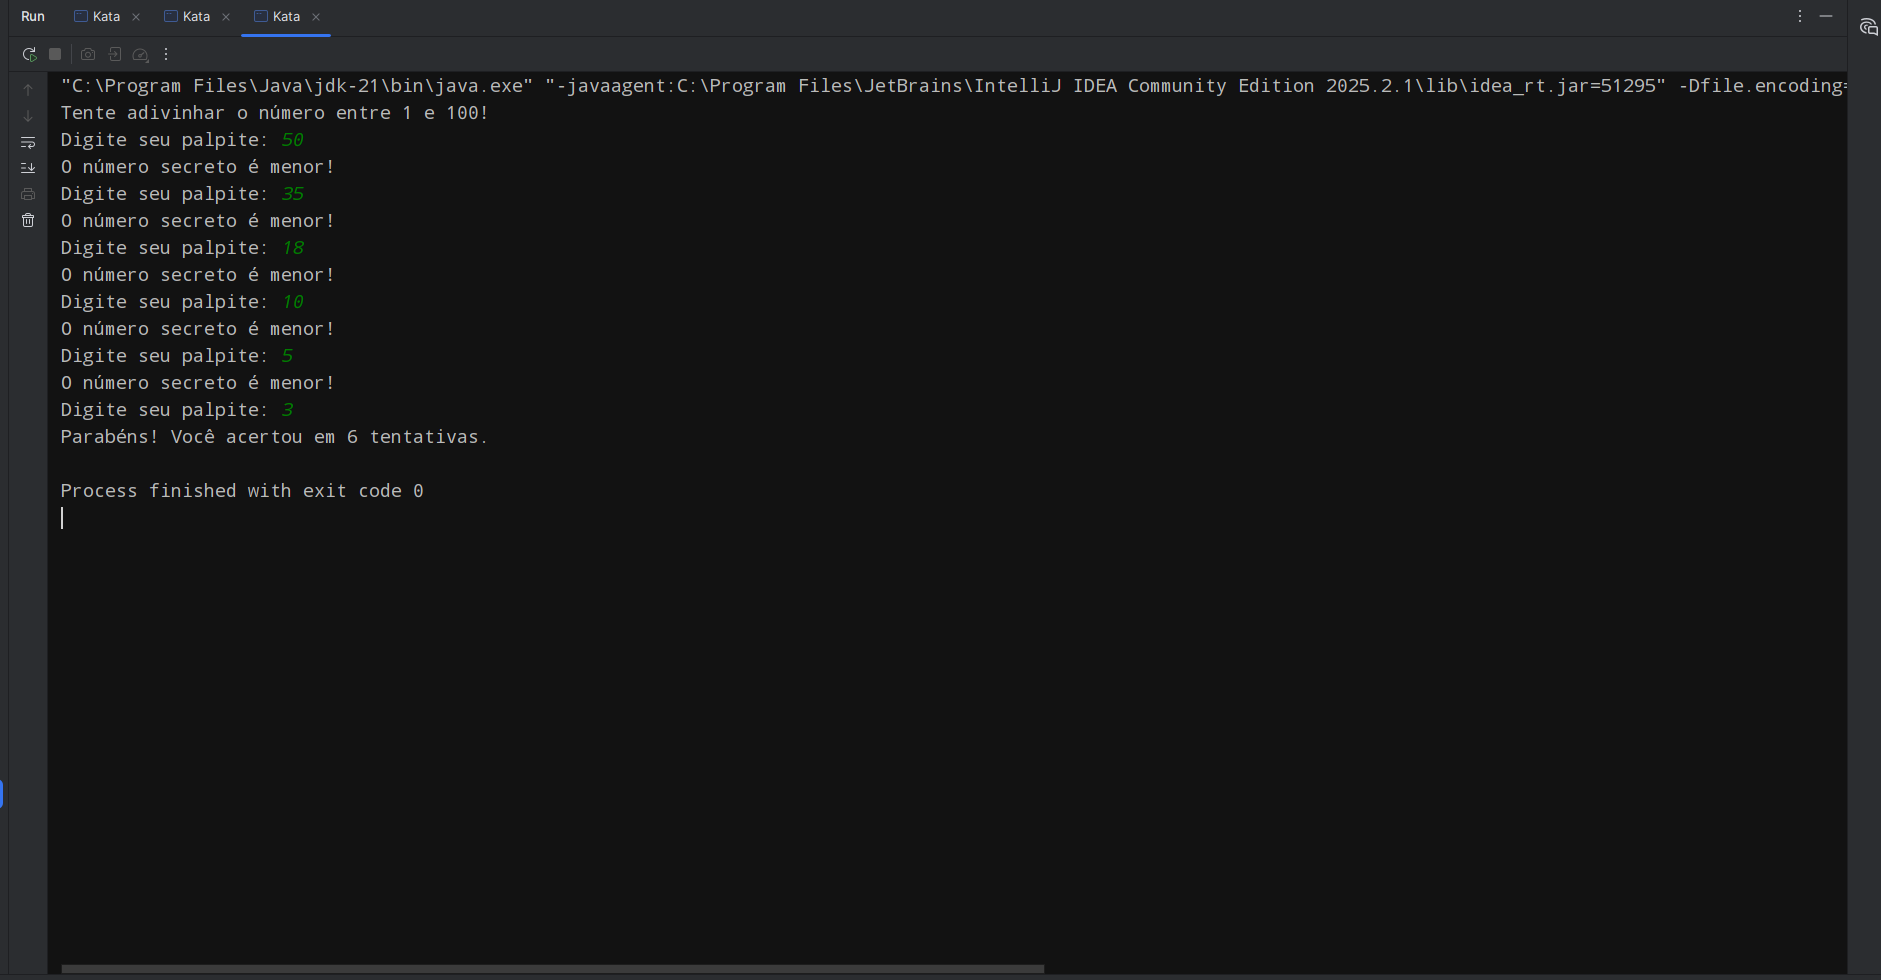 Run Kata Kata Kata
"C:\Program Files\Java\jdk-21\bin\java.exe" "-javaagent:C:\Program Files\JetBrains\IntelliJ IDEA Community Edition 2025.2.1\lib\idea_rt.jar=51295" -Dfile.encoding=
Tente adivinhar o número entre 1 e 100!
Digite seu palpite: 50
O número secreto é menor!
Digite seu palpite: 35
O número secreto é menor!
Digite seu palpite: 18
O número secreto é menor!
Digite seu palpite: 10
O número secreto é menor!
Digite seu palpite: 5
O número secreto é menor!
Digite seu palpite: 3
Parabéns! Você acertou em 6 tentativas.
Process finished with exit code 0